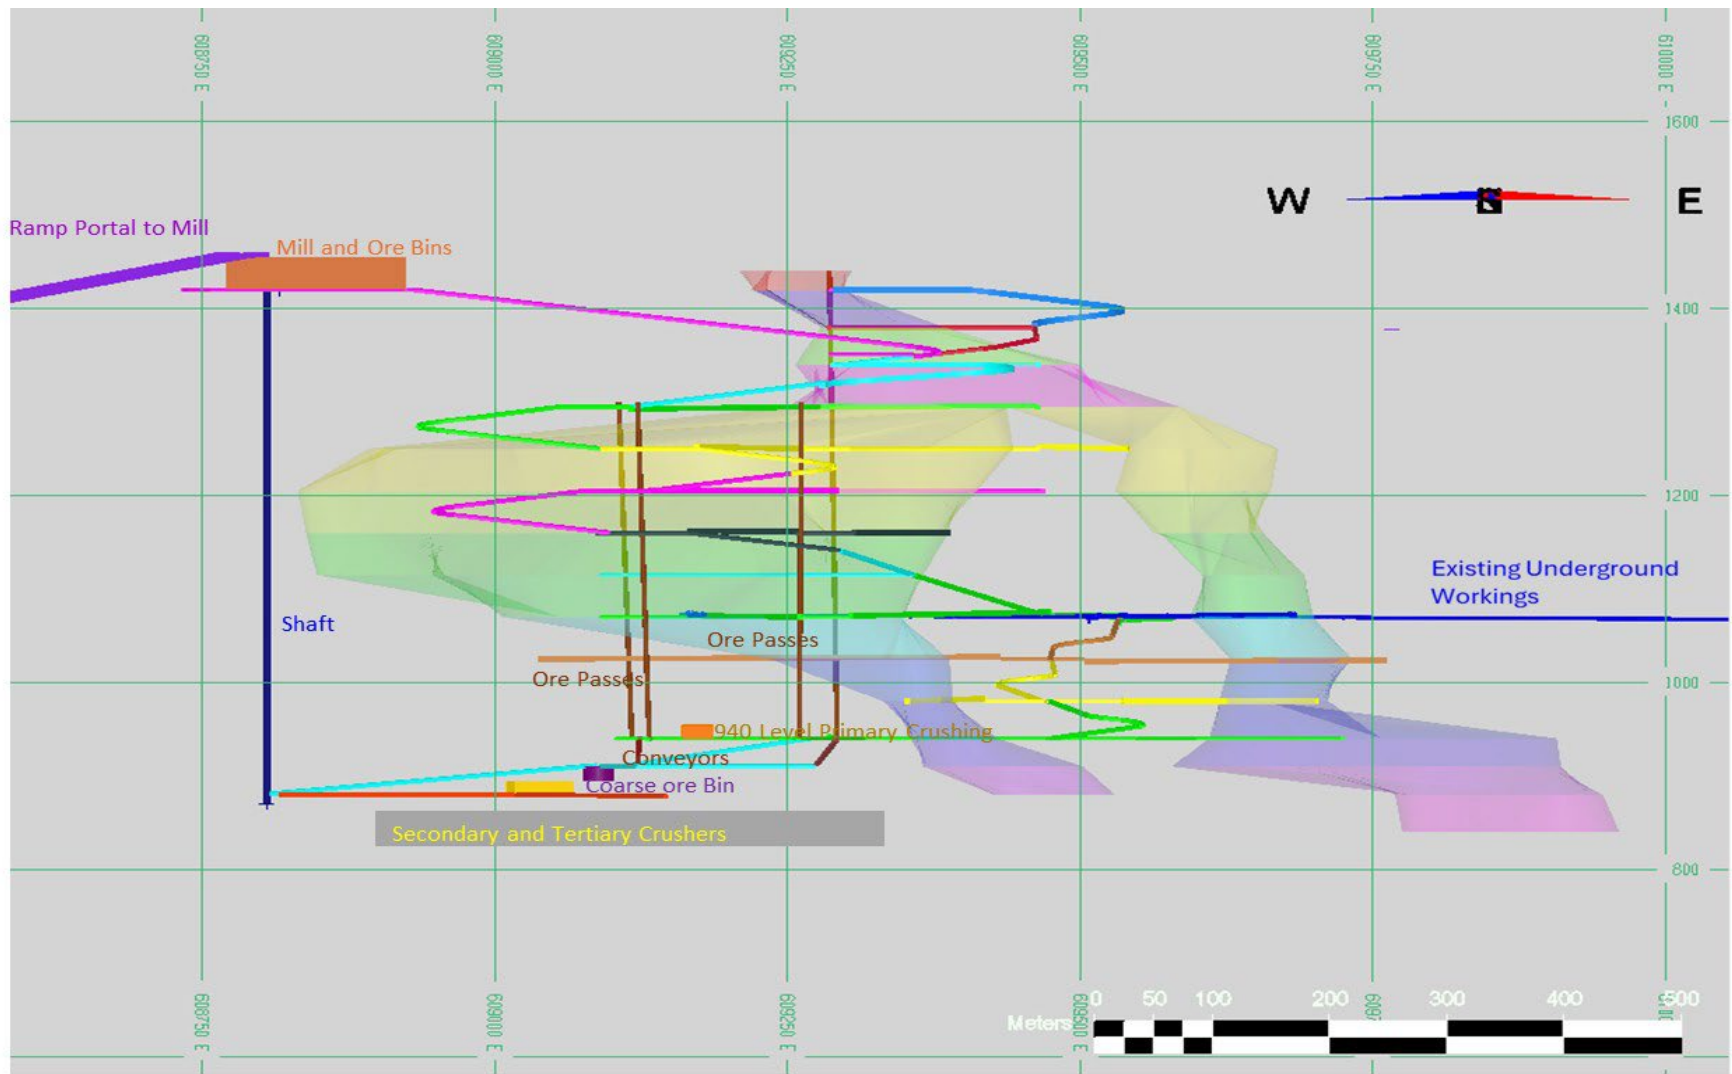 608750 E
609000 E
609250 E
609500 E
609750 E
610000 E
1600
W
E
Ramp Portal to Mill
Mill and Ore Bins
1400
1200
Existing Underground
Workings
Shaft
Ore Passes
Ore Passes
1000
940 Level Primary Crushing
Conveyors
Coarse ore Bin
Secondary and Tertiary Crushers
800
608750 E
609000 E
609250 E
0 50 100 200 300 400 500
Meters